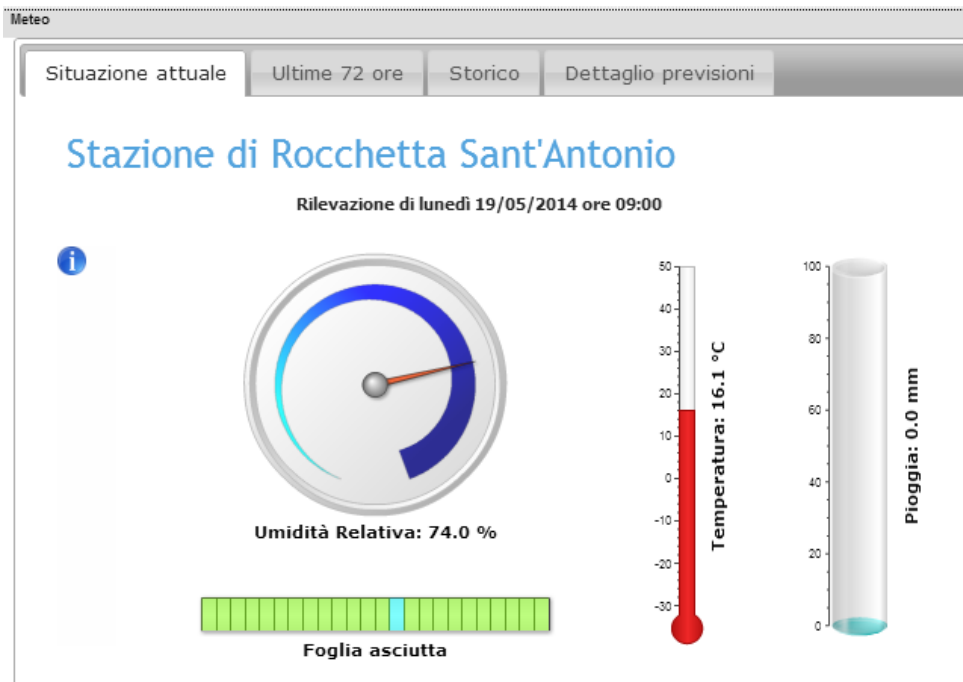 Meteo
Situazione attuale
Ultime 72 ore
Storico
Dettaglio previsioni
Stazione di Rocchetta Sant'Antonio
Rilevazione di lunedì 19/05/2014 ore 09:00
i
Umidità Relativa: 74.0 %
Foglia asciutta
50
40
30
20
10
0
-10
-20
-30
Temperatura: 16.1 °C
100
80
60
40
20
0
Pioggia: 0.0 mm